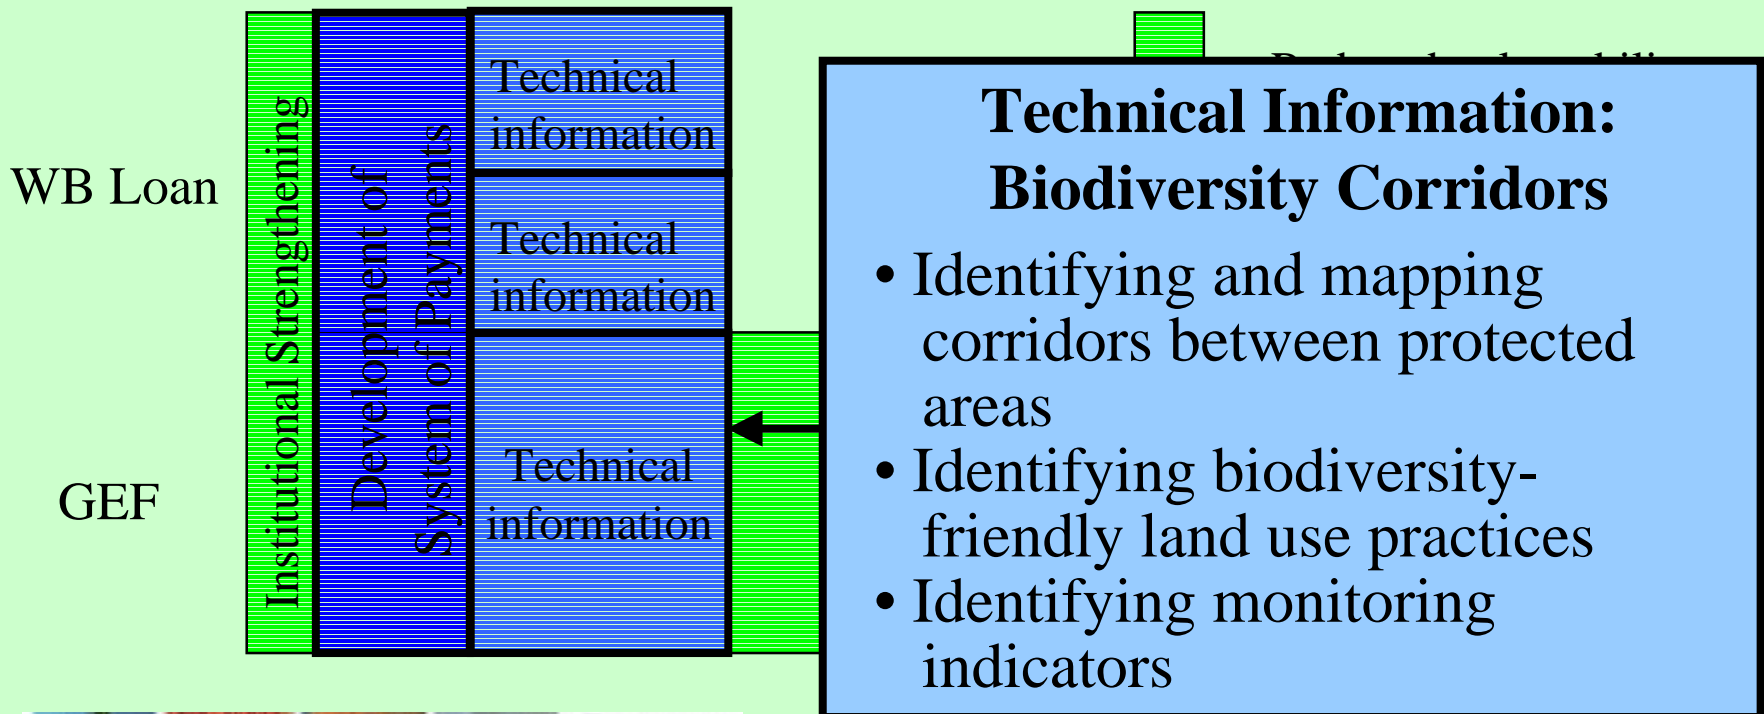 WB Loan
GEF
Institutional Strengthening
Development of
System of Payments
Technical
information
Technical
information
Technical
information
Technical Information:
Biodiversity Corridors
• Identifying and mapping
corridors between protected
areas
• Identifying biodiversity-
friendly land use practices
• Identifying monitoring
indicators